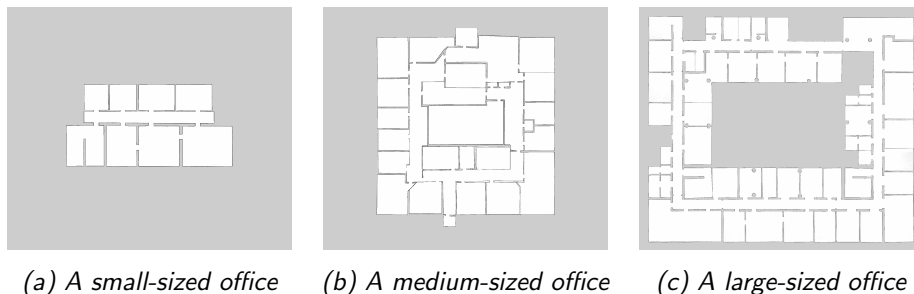 (a) A small-sized office
(b) A medium-sized office
(c) A large-sized office